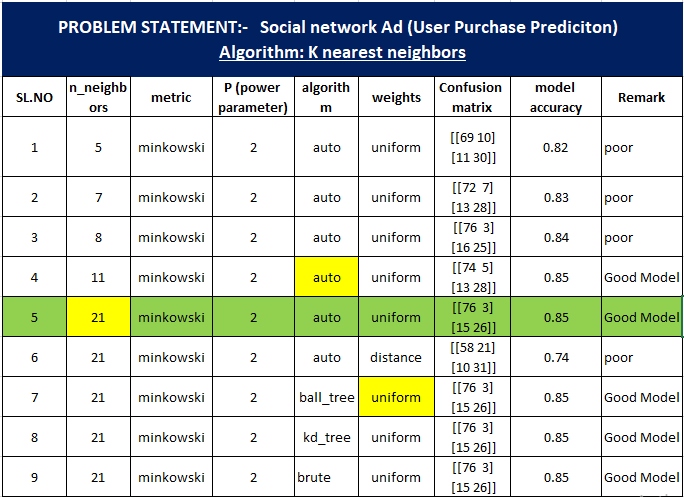 PROBLEM STATEMENT:- Social network Ad (User Purchase Prediciton)
Algorithm: K nearest neighbors
SL.NO n_neighb ors metric P (power parameter) algorith m weights Confusion matrix model accuracy Remark
1 5 minkowski 2 auto uniform [[69 10] [11 30]] 0.82 poor
2 7 minkowski 2 auto uniform [[72 7] [13 28]] 0.83 poor
3 8 minkowski 2 auto uniform [[76 3] [16 25]] 0.84 poor
4 11 minkowski 2 auto uniform [[74 5] [13 28]] 0.85 Good Model
5 21 minkowski 2 auto uniform [[76 3] [15 26]] 0.85 Good Model
6 21 minkowski 2 auto distance [[58 21] [10 31]] 0.74 poor
7 21 minkowski 2 ball_tree uniform [[76 3] [15 26]] 0.85 Good Model
8 21 minkowski 2 kd_tree uniform [[76 3] [15 26]] 0.85 Good Model
9 21 minkowski 2 brute uniform [[76 3] [15 26]] 0.85 Good Model